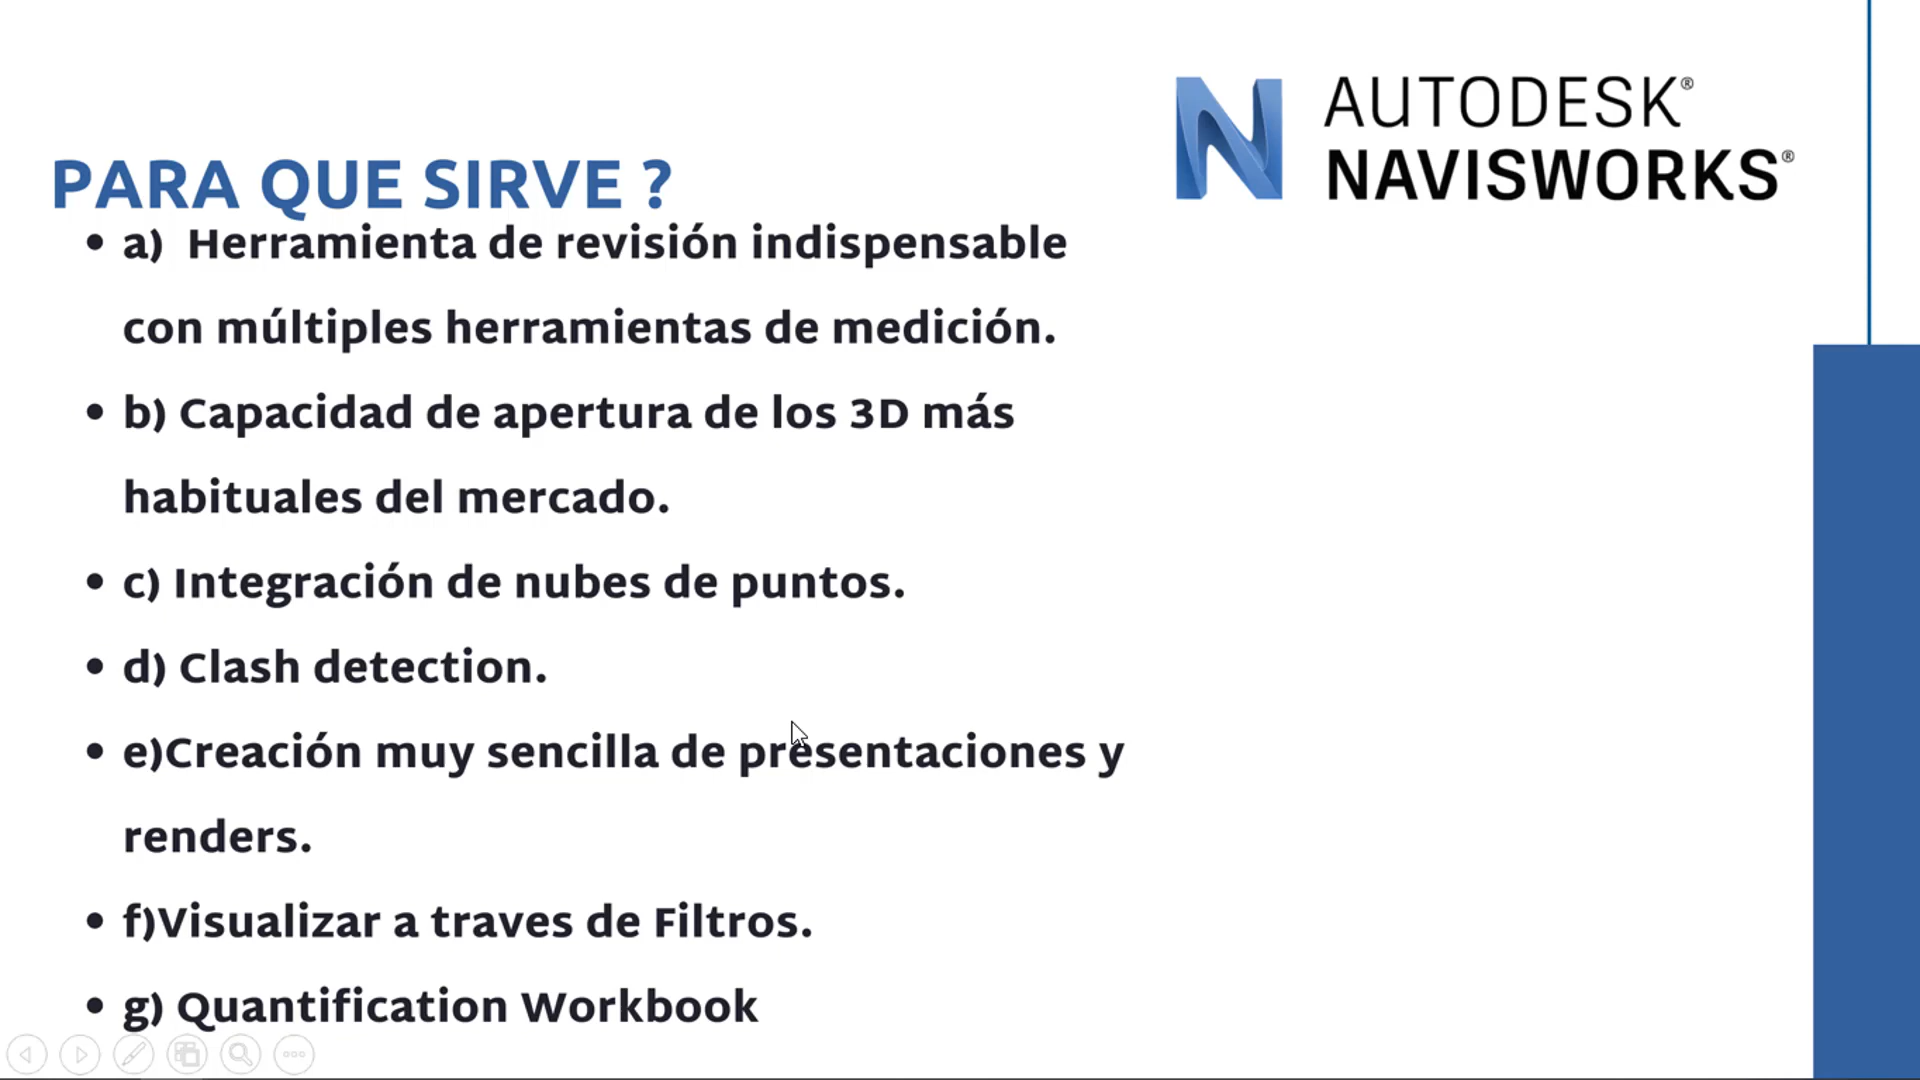 AUTODESK®
NAVISWORKS®
PARA QUE SIRVE ?
• a)  Herramienta de revisión indispensable
con múltiples herramientas de medición.
• b) Capacidad de apertura de los 3D más
habituales del mercado.
• c) Integración de nubes de puntos.
• d) Clash detection.
• e)Creación muy sencilla de presentaciones y
renders.
• f)Visualizar a traves de Filtros.
• g) Quantification Workbook